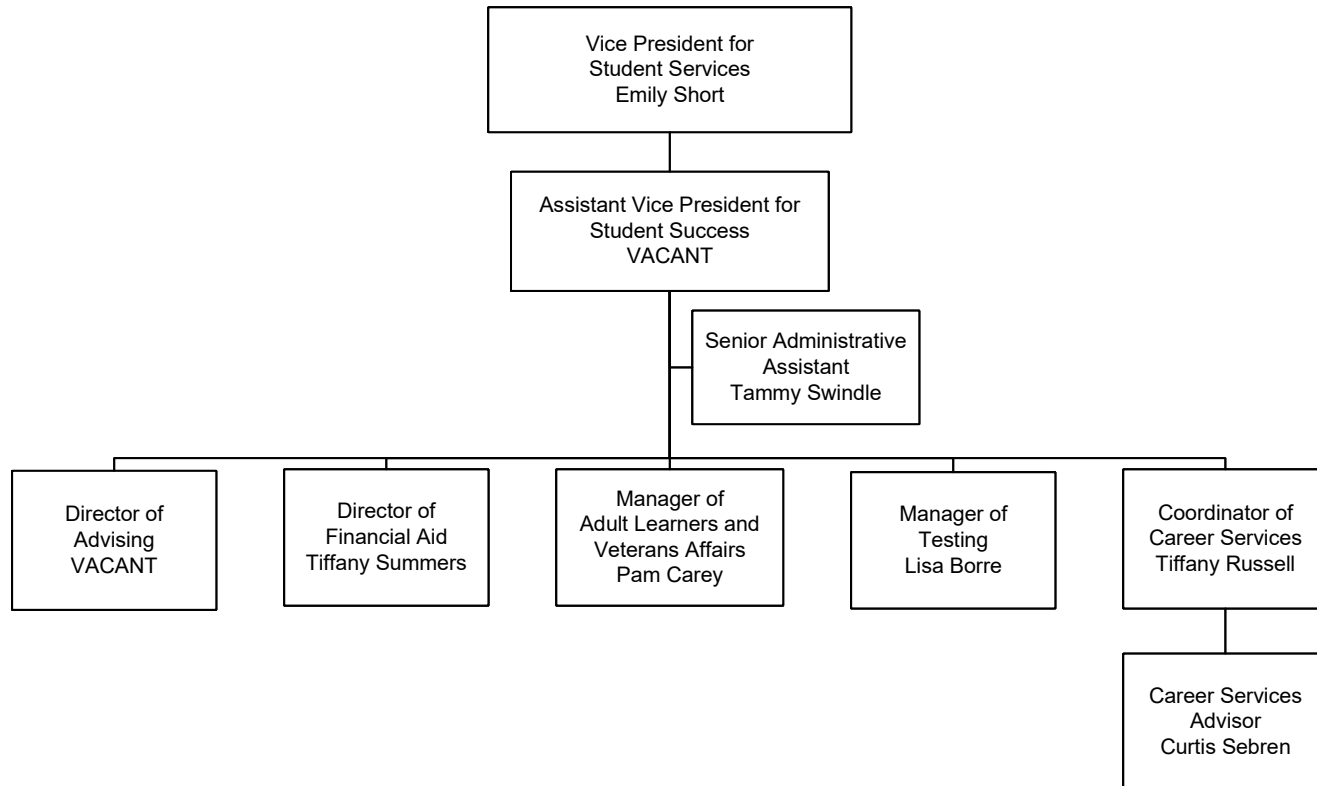 Vice President for
Student Services
Emily Short
Assistant Vice President for
Student Success
VACANT
Senior Administrative
Assistant
Tammy Swindle
Director of
Advising
VACANT
Director of
Financial Aid
Tiffany Summers
Manager of
Adult Learners and
Veterans Affairs
Pam Carey
Manager of
Testing
Lisa Borre
Coordinator of
Career Services
Tiffany Russell
Career Services
Advisor
Curtis Sebren